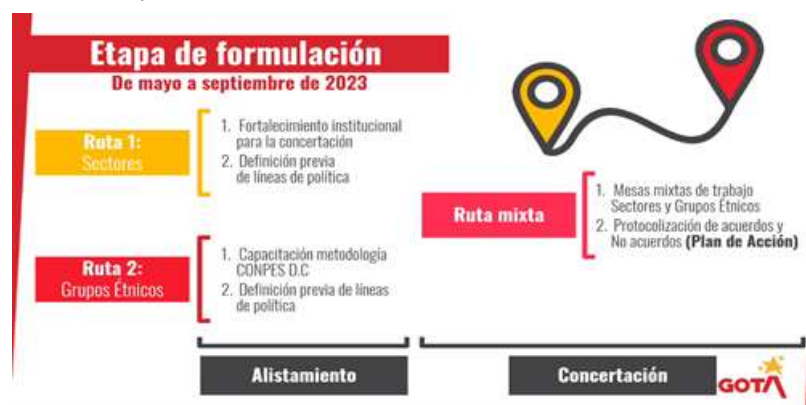 Etapa de formulación
De mayo a septiembre de 2023
Ruta 1:
Sectores
1. Fortalecimiento institucional
para la concertación
2. Definición previa
de líneas de política
Ruta 2:
Grupos Étnicos
1. Capacitación metodología
CONPES D.C
2. Definición previa de líneas
de política
Ruta mixta
1. Mesas mixtas de trabajo
Sectores y Grupos Étnicos
2. Protocolización de acuerdos y
No acuerdos (Plan de Acción)
Alistamiento
Concertación
GOTA